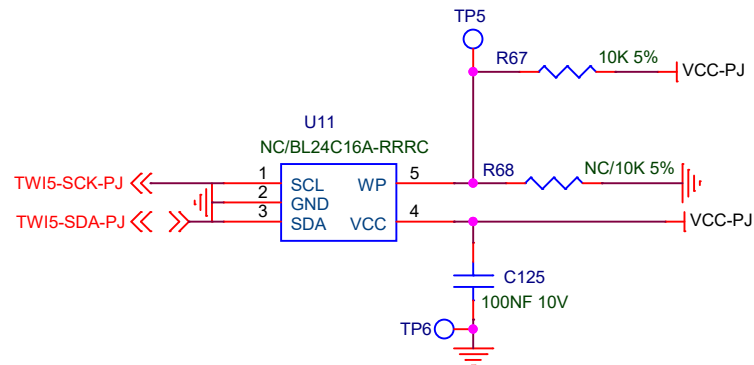 TP5
R67
10K 5%
VCC-PJ
U11
NC/BL24C16A-RRRC
TWI5-SCK-PJ
1
SCL
WP
5
R68
NC/10K 5%
2
GND
TWI5-SDA-PJ
3
SDA
VCC
4
VCC-PJ
C125
100NF 10V
TP6